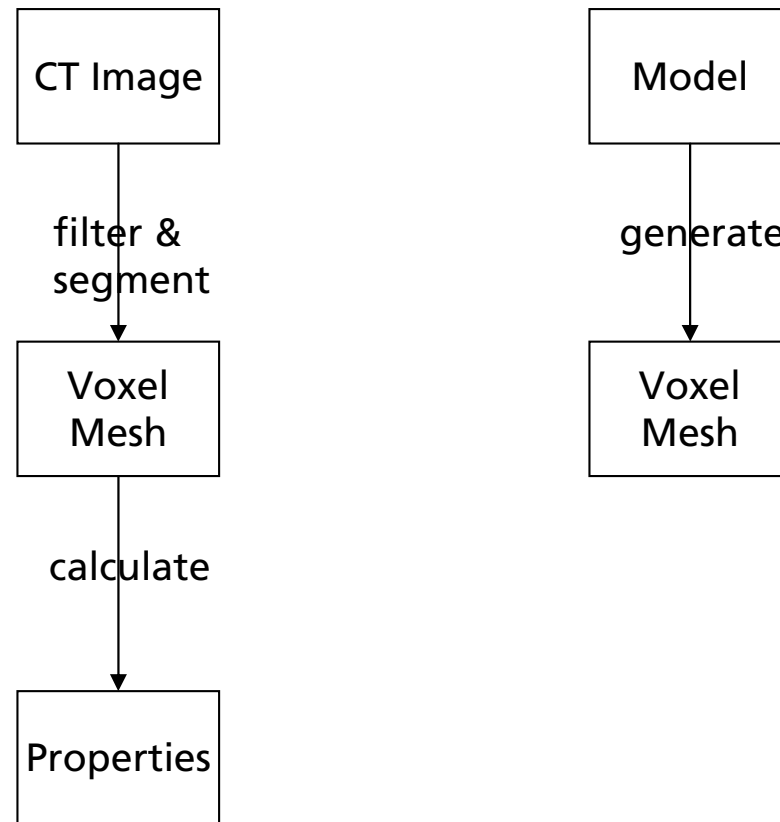 CT Image
filter &
segment
Voxel
Mesh
calculate
Properties
Model
generate
Voxel
Mesh